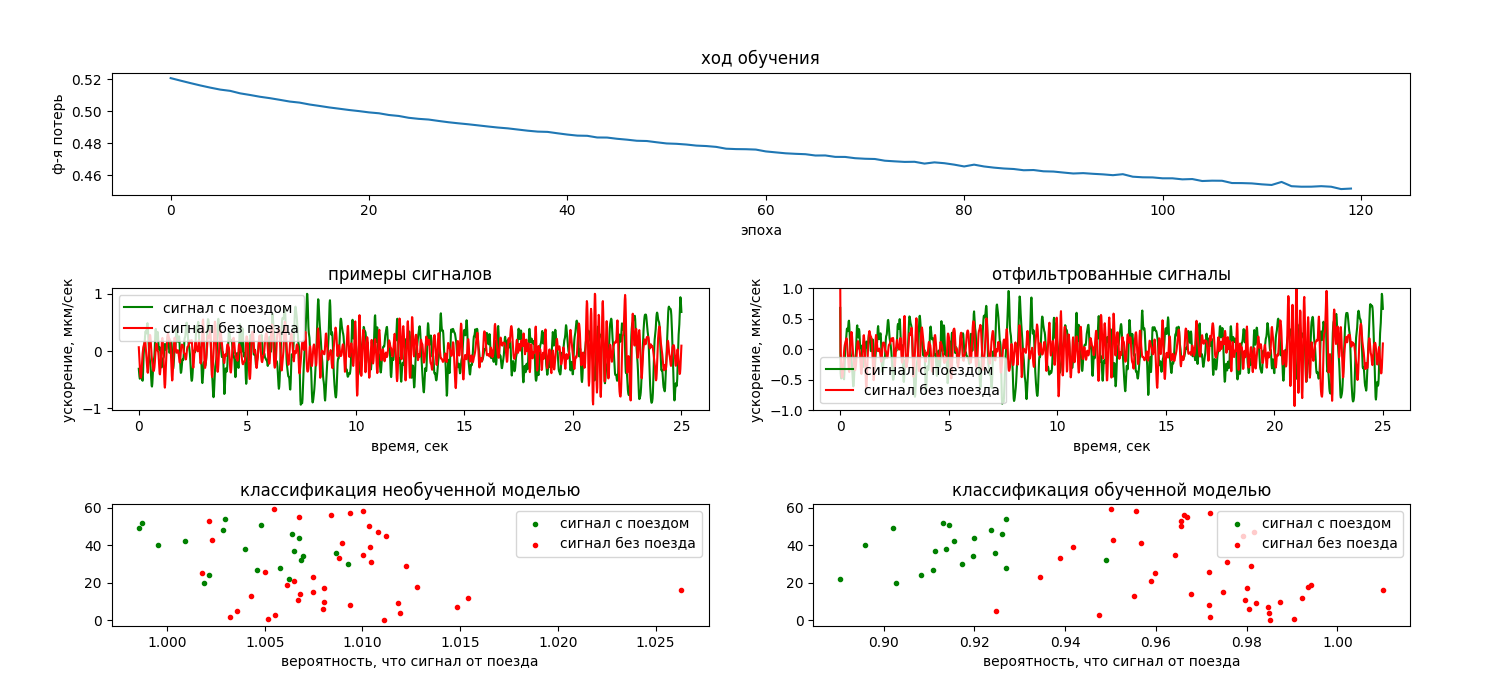 ход обучения
0.52
0.50
0.48
0.46
ф-я потерь
0 20 40 60 80 100 120
эпоха
примеры сигналов
1
0
−1
ускорение, мкм/сек
сигнал с поездом
сигнал без поезда
0 5 10 15 20 25
время, сек
отфильтрованные сигналы
1.0
0.5
0.0
−0.5
−1.0
ускорение, мкм/сек
сигнал с поездом
сигнал без поезда
0 5 10 15 20 25
время, сек
классификация необученной моделью
60
40
20
0
сигнал с поездом
сигнал без поезда
1.000 1.005 1.010 1.015 1.020 1.025
вероятность, что сигнал от поезда
классификация обученной моделью
60
40
20
0
сигнал с поездом
сигнал без поезда
0.90 0.92 0.94 0.96 0.98 1.00
вероятность, что сигнал от поезда